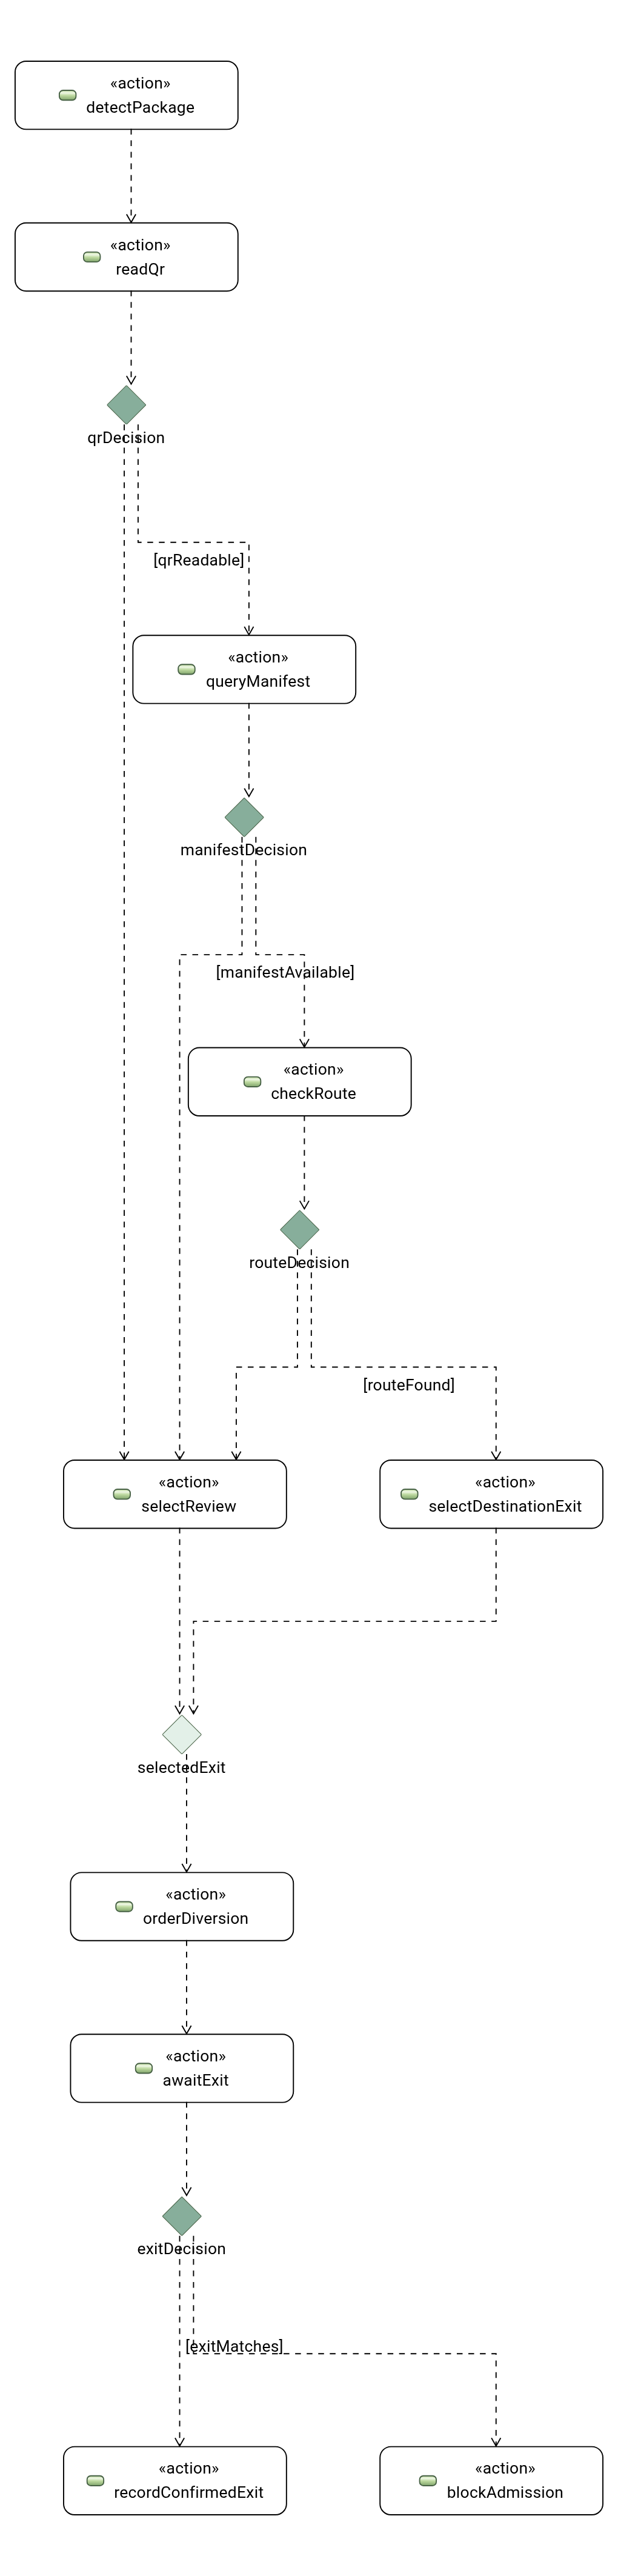 «action»
detectPackage
«action»
readQr
qrDecision
[qrReadable]
«action»
queryManifest
manifestDecision
[manifestAvailable]
«action»
checkRoute
routeDecision
[routeFound]
«action»
selectReview
«action»
selectDestinationExit
selectedExit
«action»
orderDiversion
«action»
awaitExit
exitDecision
[exitMatches]
«action»
recordConfirmedExit
«action»
blockAdmission